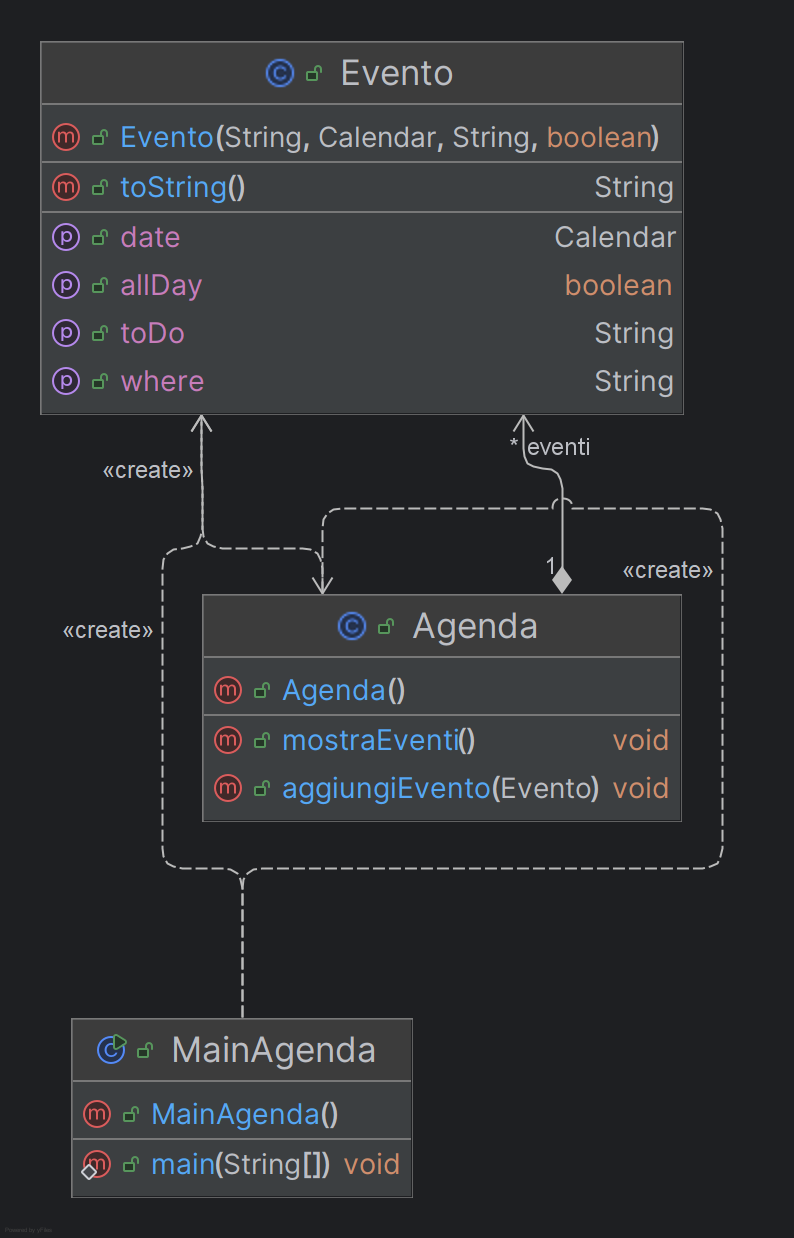 Evento
Evento(String, Calendar, String, boolean)
toString() String
date Calendar
allDay boolean
toDo String
where String
* eventi
«create»
1
«create»
«create»
Agenda
Agenda()
mostraEventi() void
aggiungiEvento(Evento) void
MainAgenda
MainAgenda()
main(String[]) void
Powered by yFiles